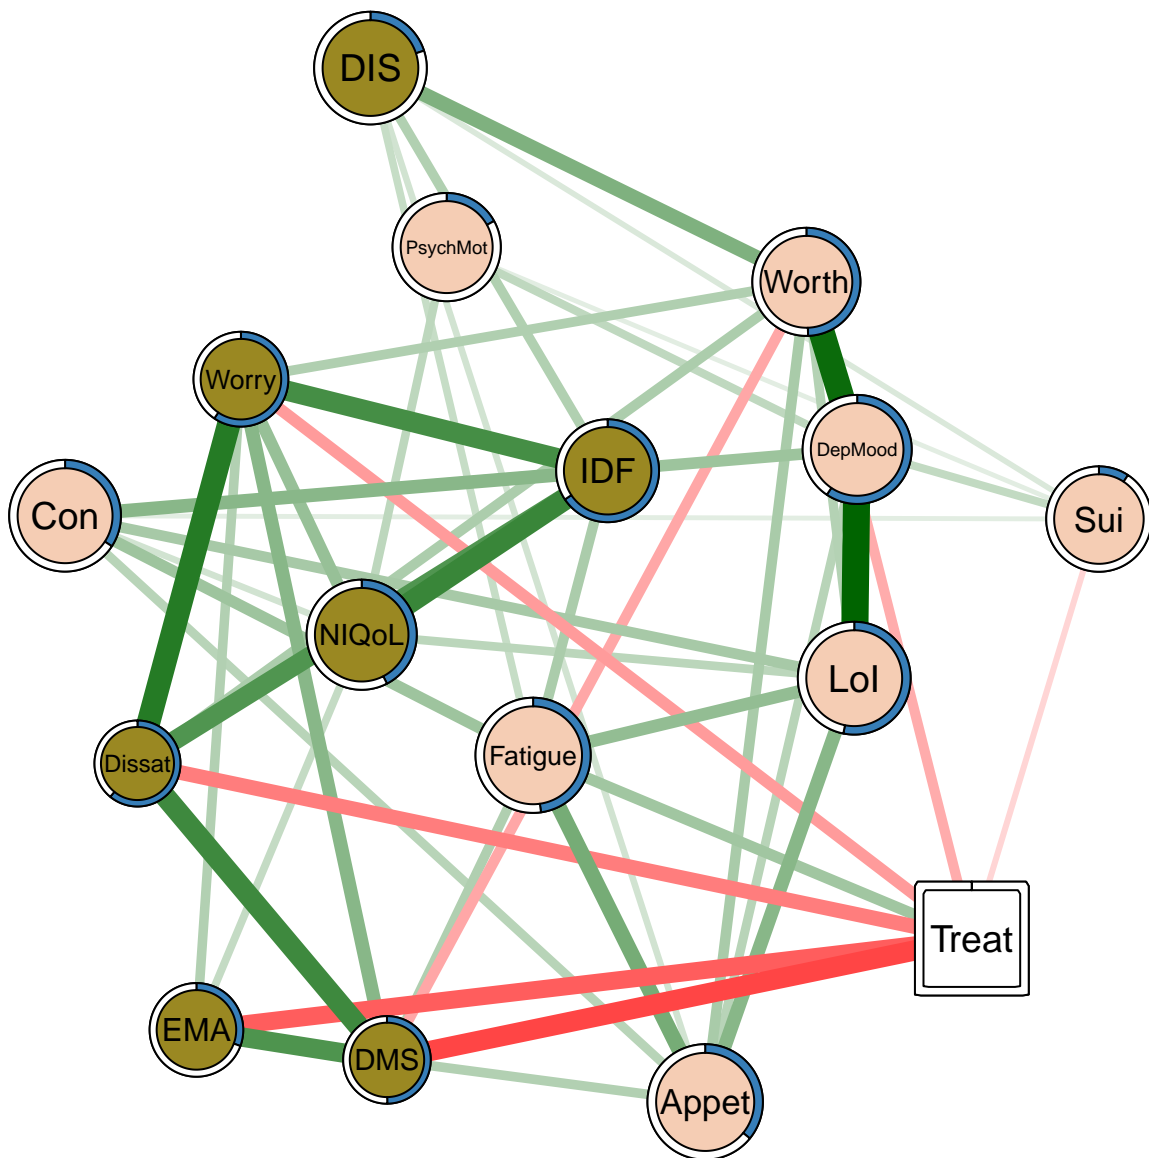 DIS
PsychMot
Worth
Worry
DepMood
IDF
Con
Sui
NIQoL
LoI
Dissat
Fatigue
Treat
EMA
DMS
Appet